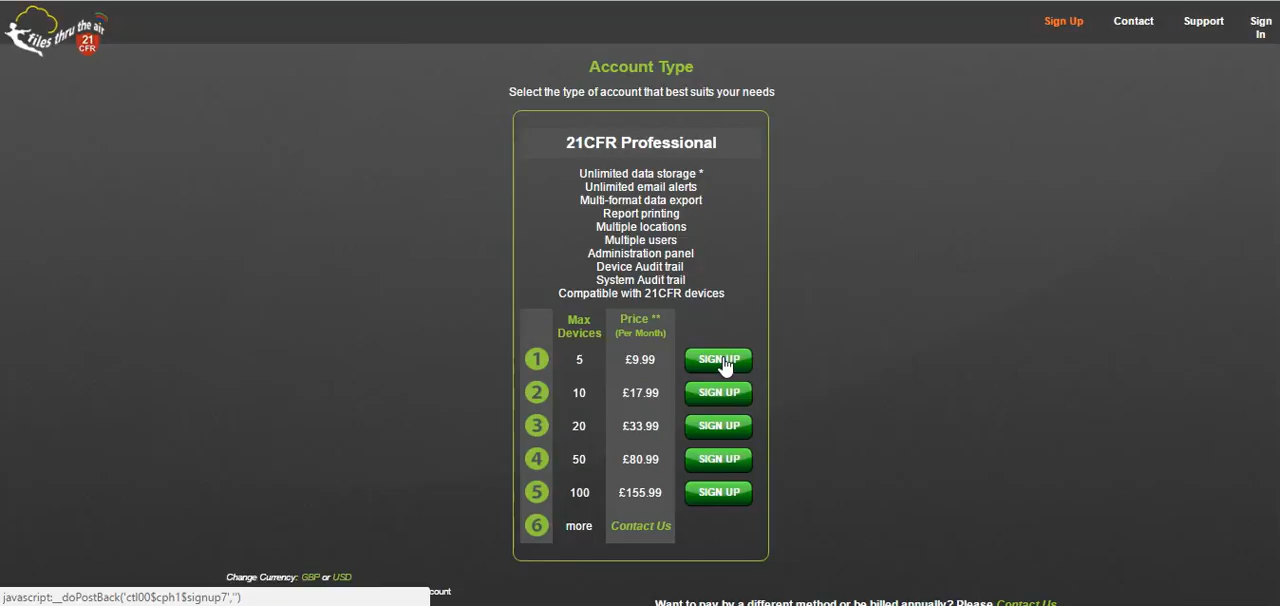 files thru the air
21
CFR
Sign Up
Contact
Support
Sign
In
Account Type
Select the type of account that best suits your needs
21CFR Professional
Unlimited data storage *
Unlimited email alerts
Multi-format data export
Report printing
Multiple locations
Multiple users
Administration panel
Device Audit trail
System Audit trail
Compatible with 21CFR devices
Max
Devices
Price **
(Per Month)
1 5 £9.99 SIGN UP
2 10 £17.99 SIGN UP
3 20 £33.99 SIGN UP
4 50 £80.99 SIGN UP
5 100 £155.99 SIGN UP
6 more Contact Us
Change Currency: GBP or USD
javascript:__doPostBack('ctl00$cph1$signup7','')
Want to pay by a different method or be billed annually? Please Contact Us